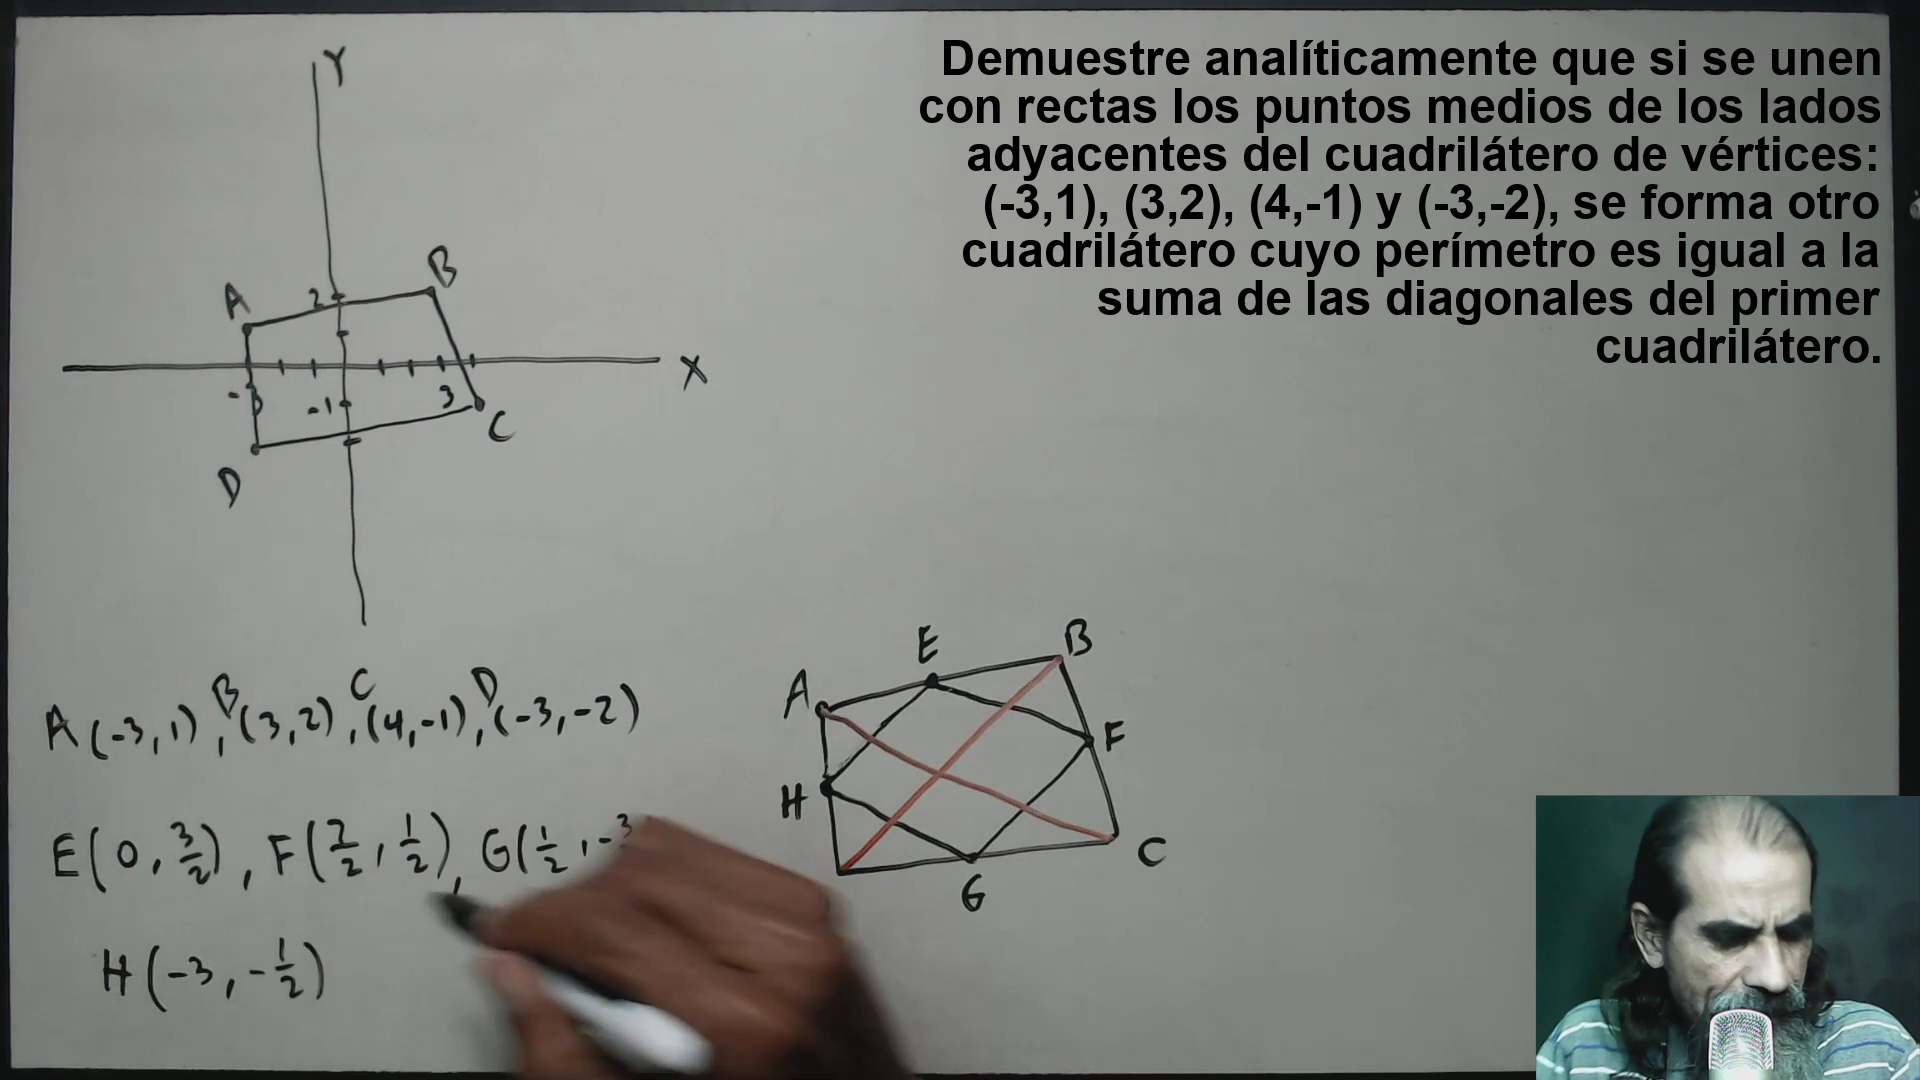 Demuestre analíticamente que si se unen
con rectas los puntos medios de los lados
adyacentes del cuadrilátero de vértices:
(-3,1), (3,2), (4,-1) y (-3,-2), se forma otro
cuadrilátero cuyo perímetro es igual a la
suma de las diagonales del primer
cuadrilátero.
Y
A
2
B
X
-3
-1
3
C
D
A(-3,1), B(3,2), C(4,-1), D(-3,-2)
E(0, 3/2), F(7/2, 1/2), G(1/2, -3
H(-3, -1/2)
E
B
A
F
H
C
G